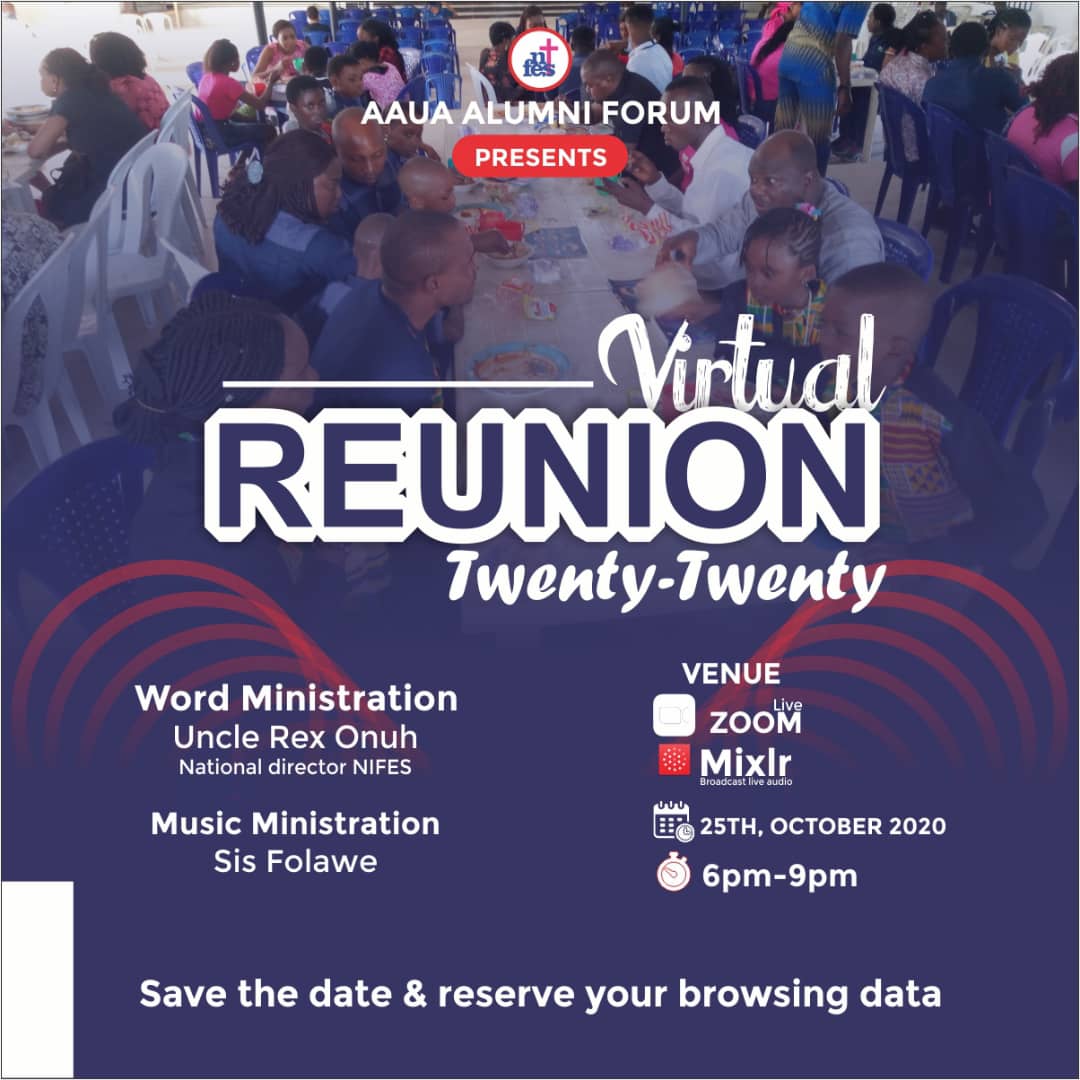 nfes
AAUA ALUMNI FORUM
PRESENTS
Virtual
REUNION
Twenty-Twenty
Word Ministration
Uncle Rex Onuh
National director NIFES
Music Ministration
Sis Folawe
VENUE
Live
ZOOM
Mixlr
Broadcast live audio
25TH, OCTOBER 2020
6pm-9pm
Save the date & reserve your browsing data